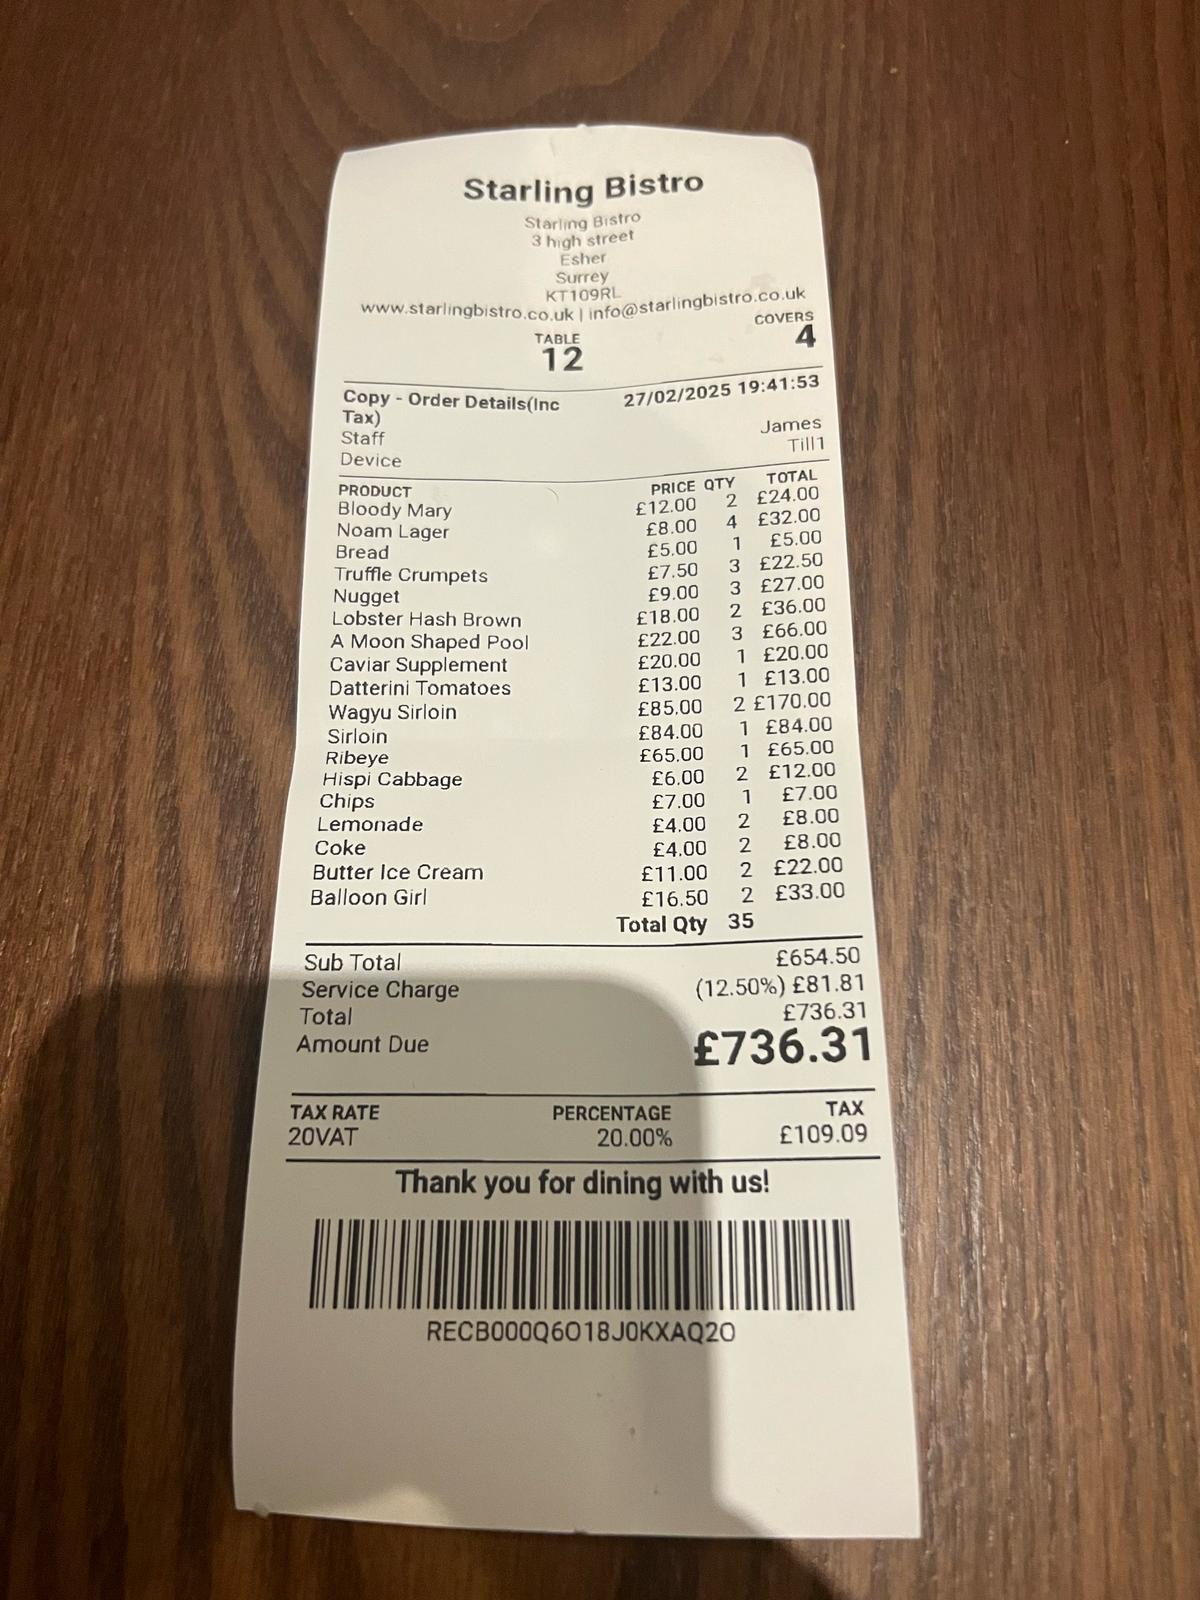 Starling Bistro
Starling Bistro
3 high street
Esher
Surrey
KT109RL
www.starlingbistro.co.uk | info@starlingbistro.co.uk
TABLE COVERS
12 4
Copy - Order Details(Inc 27/02/2025 19:41:53
Tax)
Staff James
Device Till1
PRODUCT PRICE QTY TOTAL
Bloody Mary £12.00 2 £24.00
Noam Lager £8.00 4 £32.00
Bread £5.00 1 £5.00
Truffle Crumpets £7.50 3 £22.50
Nugget £9.00 3 £27.00
Lobster Hash Brown £18.00 2 £36.00
A Moon Shaped Pool £22.00 3 £66.00
Caviar Supplement £20.00 1 £20.00
Datterini Tomatoes £13.00 1 £13.00
Wagyu Sirloin £85.00 2 £170.00
Sirloin £84.00 1 £84.00
Ribeye £65.00 1 £65.00
Hispi Cabbage £6.00 2 £12.00
Chips £7.00 1 £7.00
Lemonade £4.00 2 £8.00
Coke £4.00 2 £8.00
Butter Ice Cream £11.00 2 £22.00
Balloon Girl £16.50 2 £33.00
Total Qty 35
Sub Total £654.50
Service Charge (12.50%) £81.81
Total £736.31
Amount Due £736.31
TAX RATE PERCENTAGE TAX
20VAT 20.00% £109.09
Thank you for dining with us!
RECB000Q6O18J0KXAQ2O